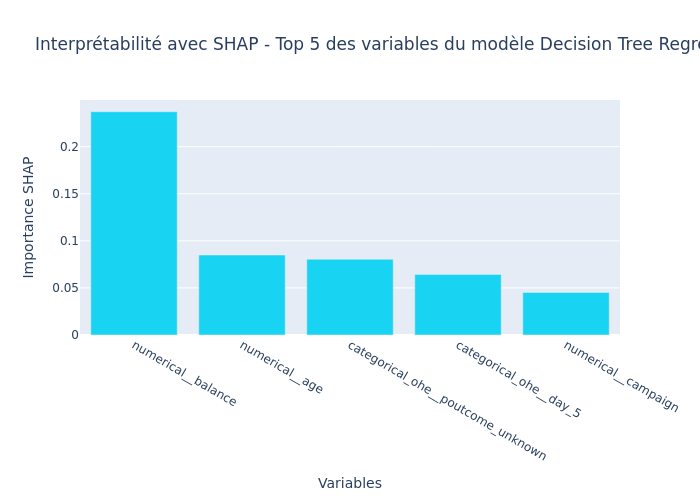 Interprétabilité avec SHAP - Top 5 des variables du modèle Decision Tree
Importance SHAP
0.2
0.15
0.1
0.05
0
numerical__balance
numerical__age
categorical_ohe__poutcome_unknown
categorical_ohe__day_5
numerical__campaign
Variables